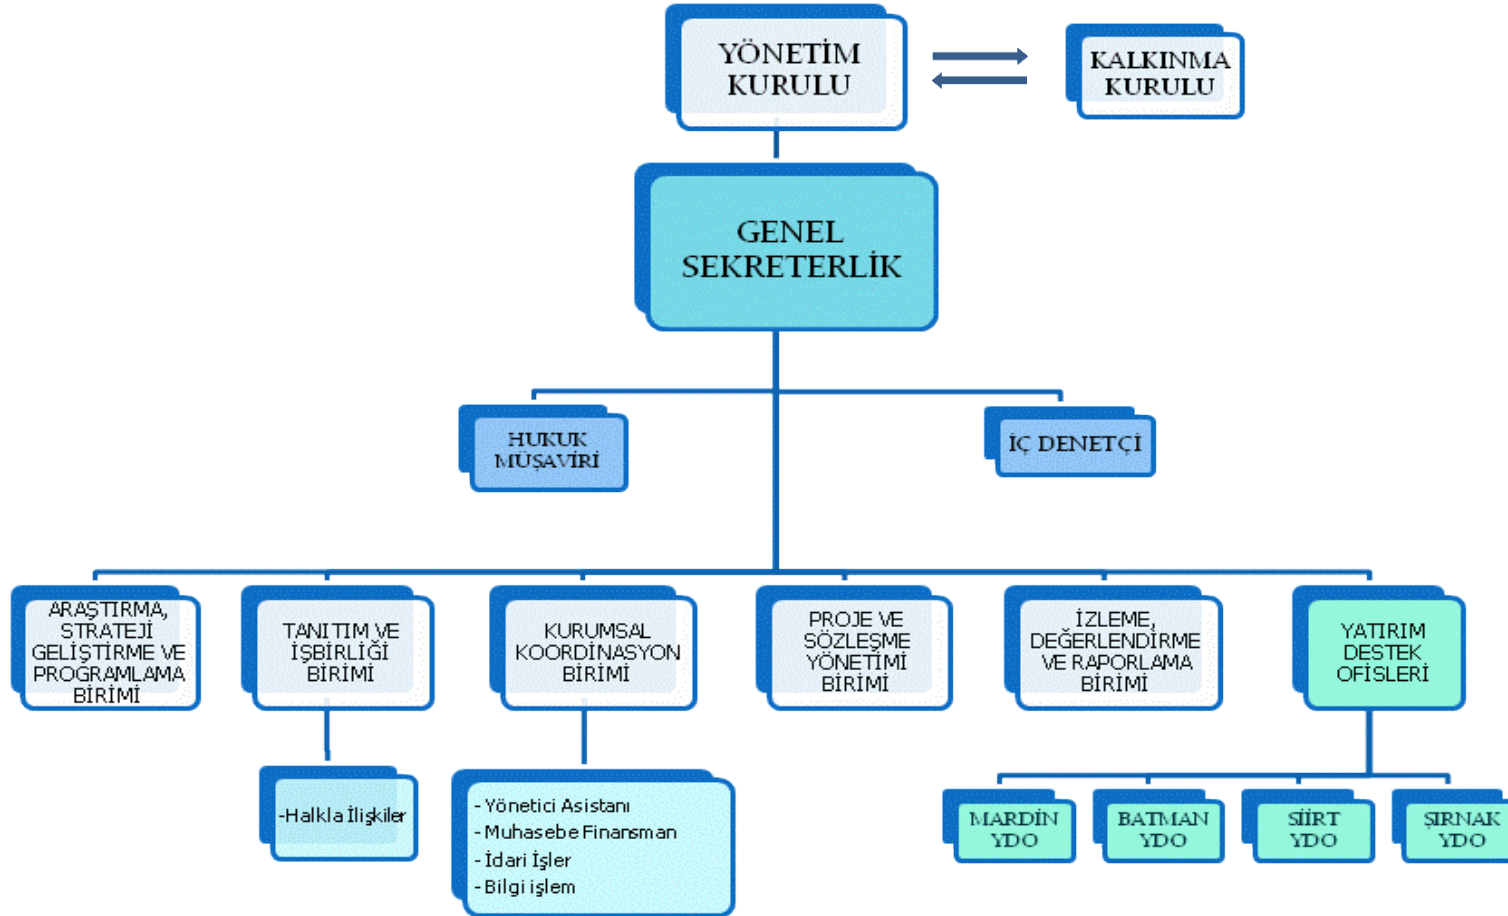 YÖNETİM
KURULU
KALKINMA
KURULU
GENEL
SEKRETERLİK
HUKUK
MÜŞAVİRİ
İÇ DENETÇİ
ARAŞTIRMA,
STRATEJİ
GELİŞTİRME VE
PROGRAMLAMA
BİRİMİ
TANITIM VE
İŞBİRLİĞİ
BİRİMİ
KURUMSAL
KOORDİNASYON
BİRİMİ
PROJE VE
SÖZLEŞME
YÖNETİMİ
BİRİMİ
İZLEME,
DEĞERLENDİRME
VE RAPORLAMA
BİRİMİ
YATIRIM
DESTEK
OFİSLERİ
-Halkla İlişkiler
- Yönetici Asistanı
- Muhasebe Finansman
- İdari İşler
- Bilgi işlem
MARDİN
YDO
BATMAN
YDO
SİİRT
YDO
ŞIRNAK
YDO